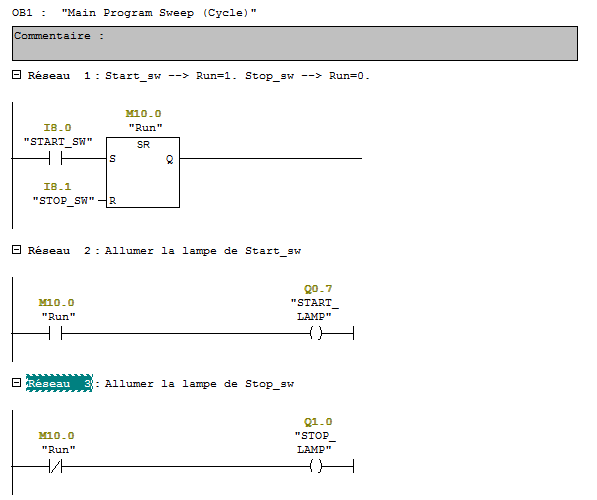 OB1 : "Main Program Sweep (Cycle)"
Commentaire :
Réseau 1 : Start_sw --> Run=1. Stop_sw --> Run=0.
M10.0
I8.0
"Run"
"START_SW"
SR
S
Q
I8.1
"STOP_SW"
R
Réseau 2 : Allumer la lampe de Start_sw
Q0.7
M10.0
"START_
"Run"
LAMP"
Réseau 3 : Allumer la lampe de Stop_sw
Q1.0
M10.0
"STOP_
"Run"
LAMP"